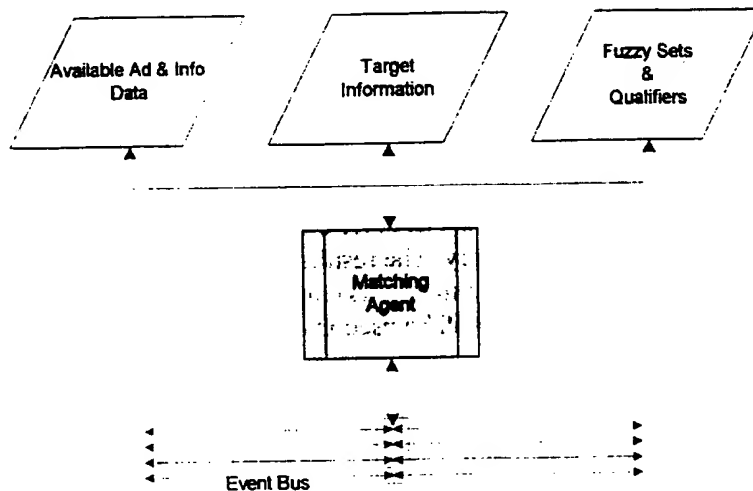 Available Ad & Info
Data
Target
Information
Fuzzy Sets
&
Qualifiers
Matching
Agent
Event Bus